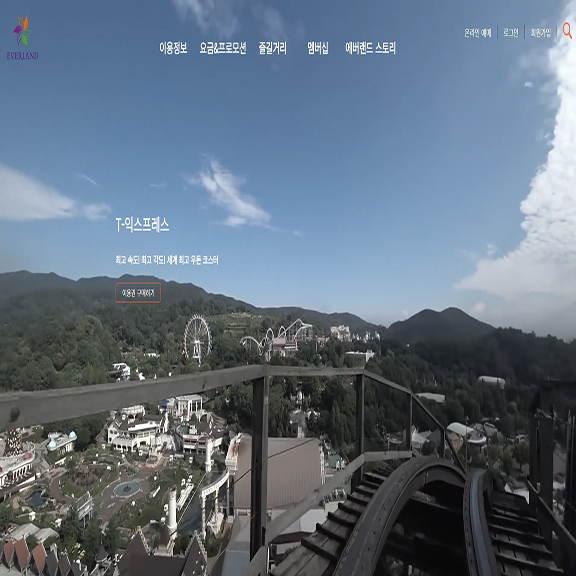 온라인 예매 로그인 회원가입
이용정보 요금&프로모션 즐길거리 멤버십 에버랜드 스토리
EVERLAND
T-익스프레스
최고 속도! 최고 각도! 세계 최고 우든 코스터
이용권 구매하기